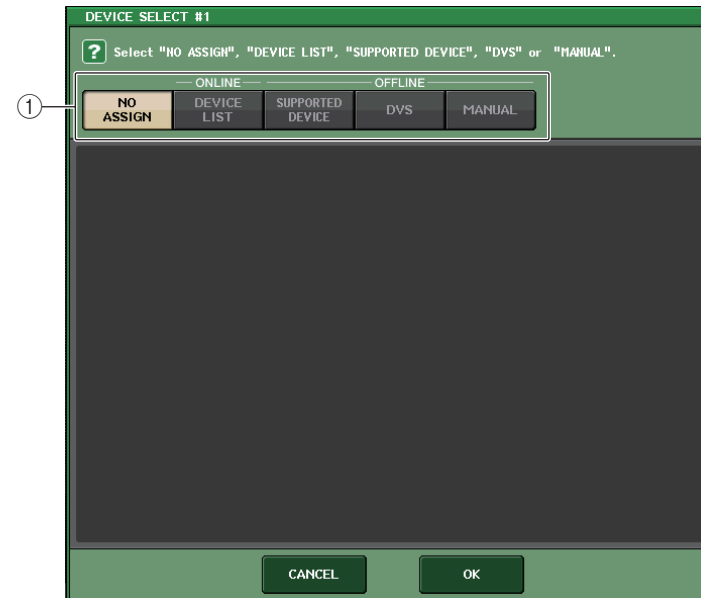 DEVICE SELECT #1
? Select "NO ASSIGN", "DEVICE LIST", "SUPPORTED DEVICE", "DVS" or "MANUAL".
ONLINE OFFLINE
① NO ASSIGN DEVICE LIST SUPPORTED DEVICE DVS MANUAL
CANCEL OK